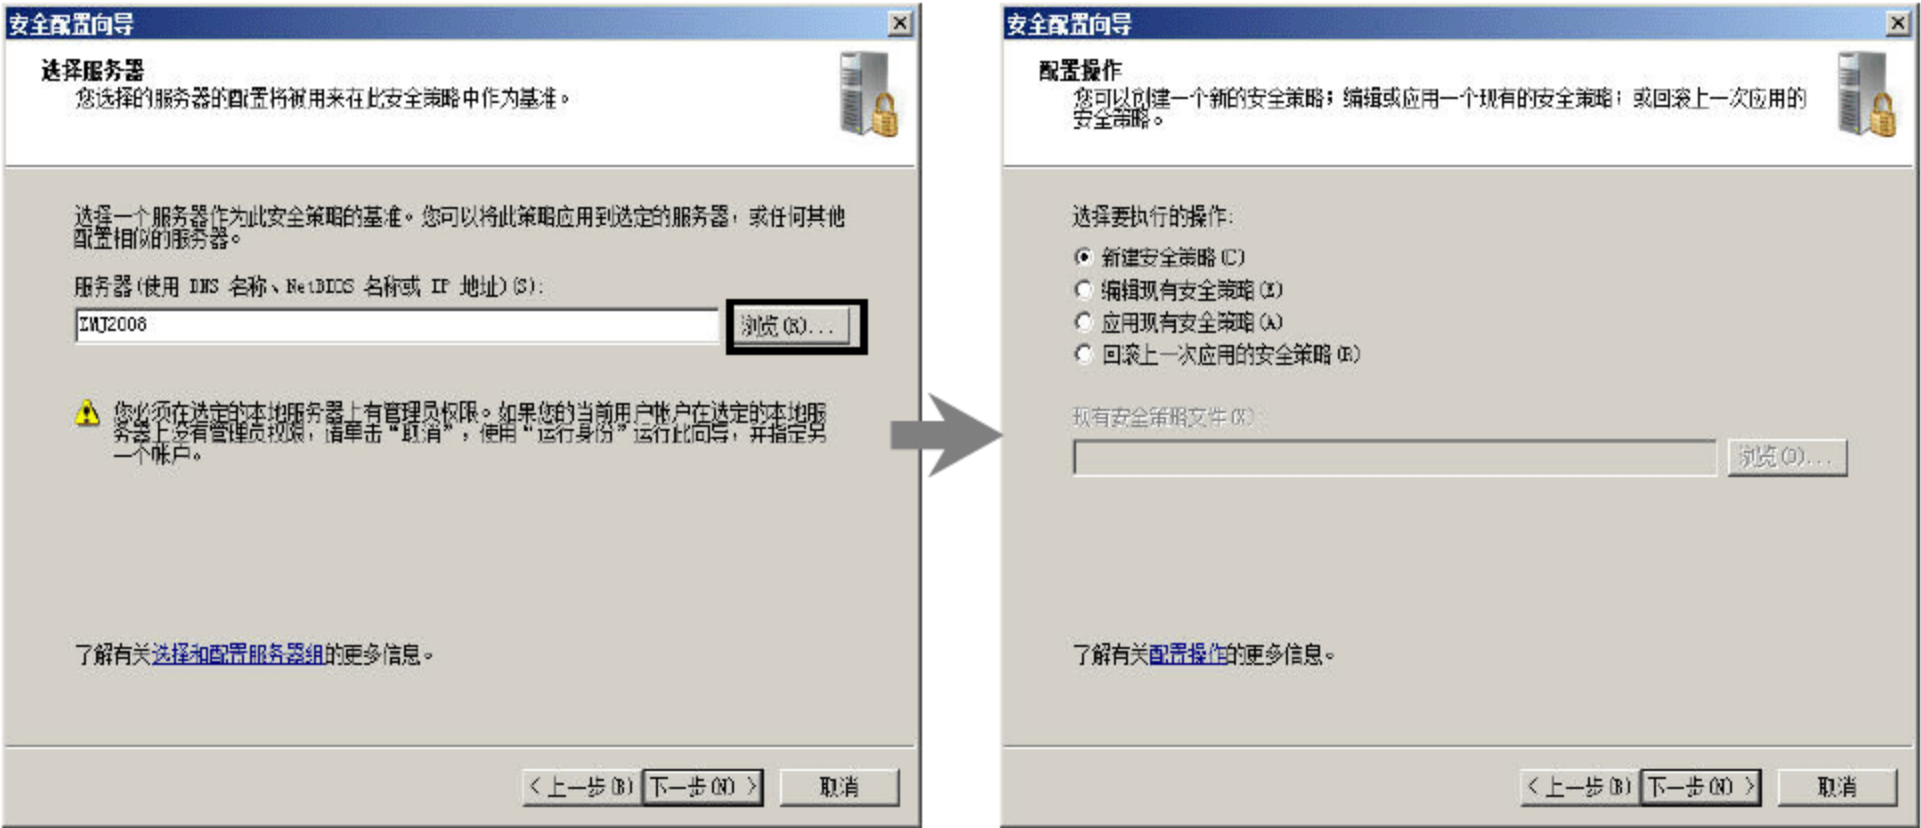 安全配置向导
选择服务器
您选择的服务器的配置将被用来在此安全策略中作为基准。
选择一个服务器作为此安全策略的基准。您可以将此策略应用到选定的服务器，或任何其他
配置相似的服务器。
服务器(使用 DNS 名称、NetBIOS 名称或 IP 地址)(S):
ZMJ2008
浏览(R)...
您必须在选定的本地服务器上有管理员权限。如果您的当前用户帐户在选定的本地服
务器上没有管理员权限，请单击“取消”，使用“运行身份”运行此向导，并指定另
一个帐户。
了解有关选择和配置服务器组的更多信息。
< 上一步(B)
下一步(N) >
取消
安全配置向导
配置操作
您可以创建一个新的安全策略；编辑或应用一个现有的安全策略；或回滚上一次应用的
安全策略。
选择要执行的操作:
新建安全策略(C)
编辑现有安全策略(E)
应用现有安全策略(A)
回滚上一次应用的安全策略(R)
现有安全策略文件(X):
浏览(O)...
了解有关配置操作的更多信息。
< 上一步(B)
下一步(N) >
取消